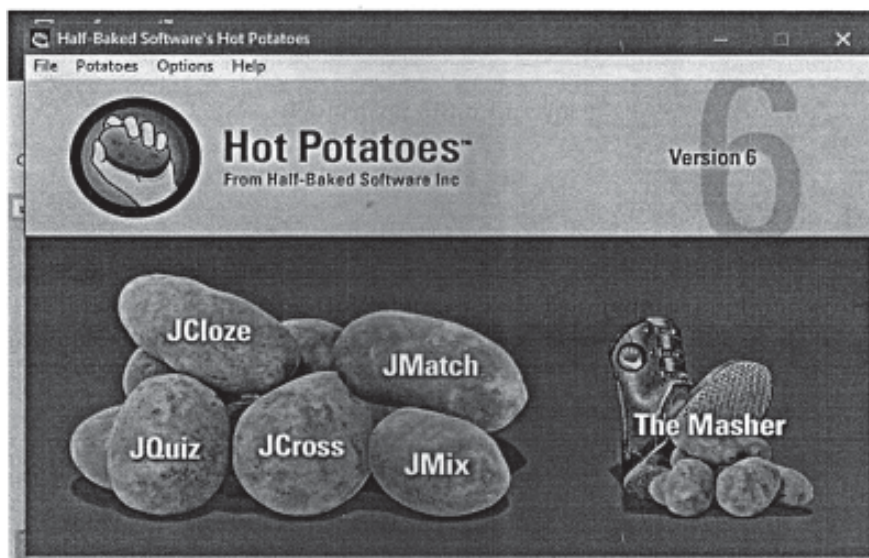 Half-Baked Software's Hot Potatoes
File Potatoes Options Help
Hot Potatoes™
From Half-Baked Software Inc
6
Version 6
JCloze
JMatch
The Masher
JQuiz
JCross
JMix